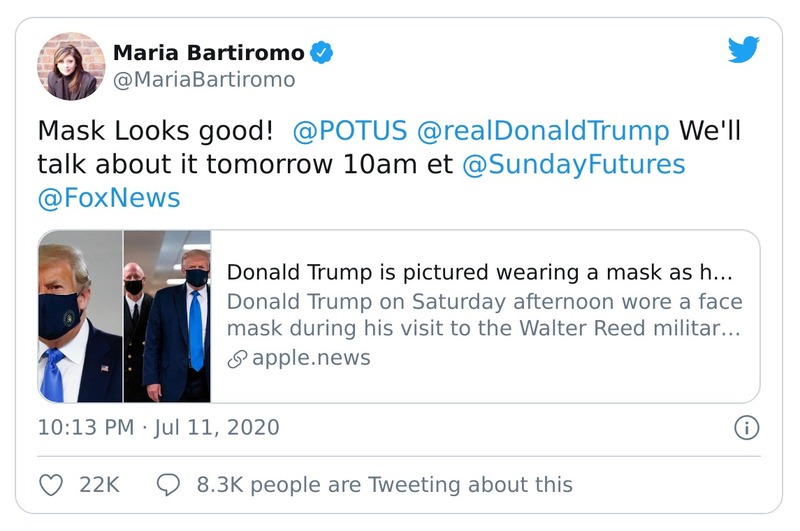 Maria Bartiromo
@MariaBartiromo
Mask Looks good!  @POTUS @realDonaldTrump We'll
talk about it tomorrow 10am et @SundayFutures
@FoxNews
Donald Trump is pictured wearing a mask as h...
Donald Trump on Saturday afternoon wore a face
mask during his visit to the Walter Reed militar...
apple.news
10:13 PM · Jul 11, 2020
22K 8.3K people are Tweeting about this